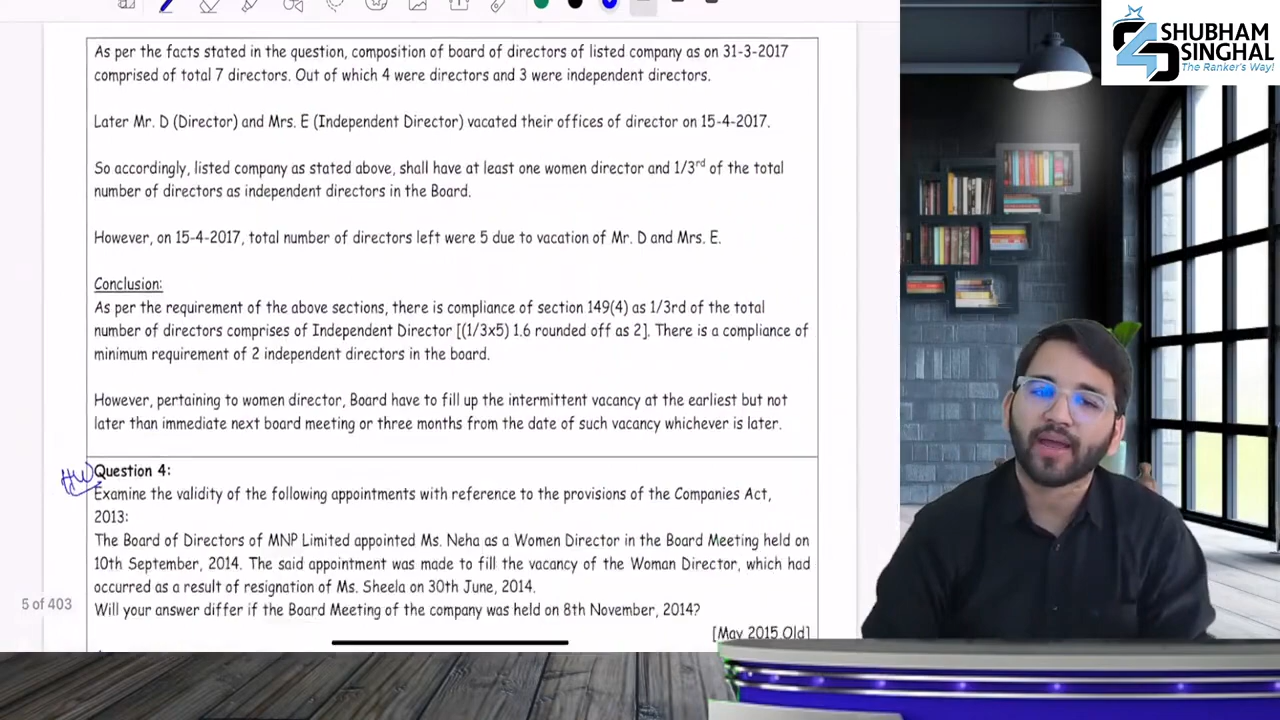 SHUBHAM
SINGHAL
The Ranker's Way!
As per the facts stated in the question, composition of Board of directors of listed company as on 31-3-2017
comprised of total 7 directors. Out of which 4 were directors and 3 were independent directors.
Later Mr. D (Director) and Mrs. E (Independent Director) vacated their offices of director on 15-4-2017.
So accordingly, listed company as stated above, shall have at least one women director and 1/3rd of the total
number of directors as independent directors in the Board.
However, on 15-4-2017, total number of directors left were 5 due to vacation of Mr. D and Mrs. E.
Conclusion:
As per the requirement of the above sections, there is compliance of section 149(4) as 1/3rd of the total
number of directors comprises of Independent Director [(1/3x5) 1.6 rounded off as 2]. There is a compliance of
minimum requirement of 2 independent directors in the board.
However, pertaining to women director, Board have to fill up the intermittent vacancy at the earliest but not
later than immediate next board meeting or three months from the date of such vacancy whichever is later.
HW Question 4:
Examine the validity of the following appointments with reference to the provisions of the Companies Act,
2013:
The Board of Directors of MNP Limited appointed Ms. Neha as a Women Director in the Board Meeting held on
10th September, 2014. The said appointment was made to fill the vacancy of the Woman Director, which had
occurred as a result of resignation of Ms. Sheela on 30th June, 2014.
5 of 403
Will your answer differ if the Board Meeting of the company was held on 8th November, 2014?
[May 2015 Old]